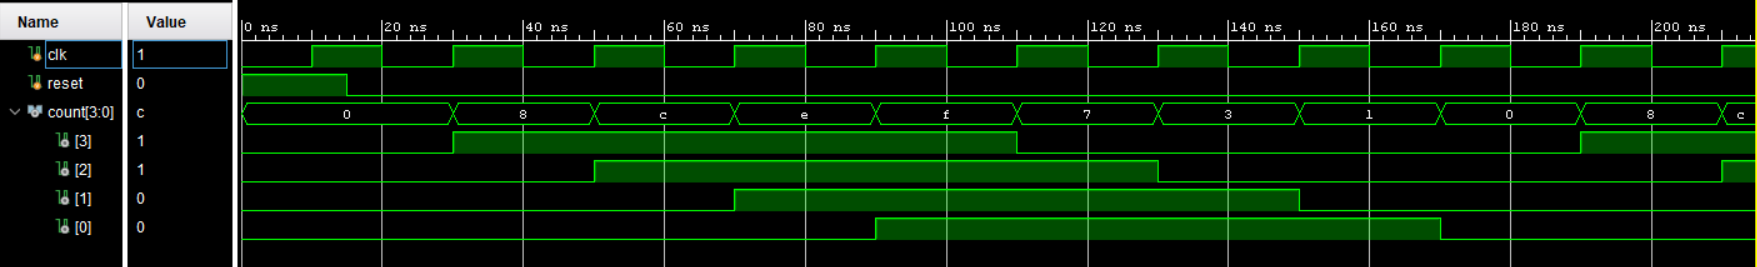 Name Value 0 ns 20 ns 40 ns 60 ns 80 ns 100 ns 120 ns 140 ns 160 ns 180 ns 200 ns
clk 1
reset 0
count[3:0] c 0 8 c e f 7 3 1 0 8 c
[3] 1
[2] 1
[1] 0
[0] 0